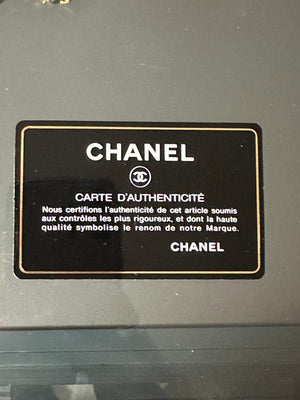 CHANEL
CARTE D'AUTHENTICITÉ
Nous certifions l'authenticité de cet article soumis
aux contrôles les plus rigoureux, et dont la haute
qualité symbolise le renom de notre Marque.
CHANEL